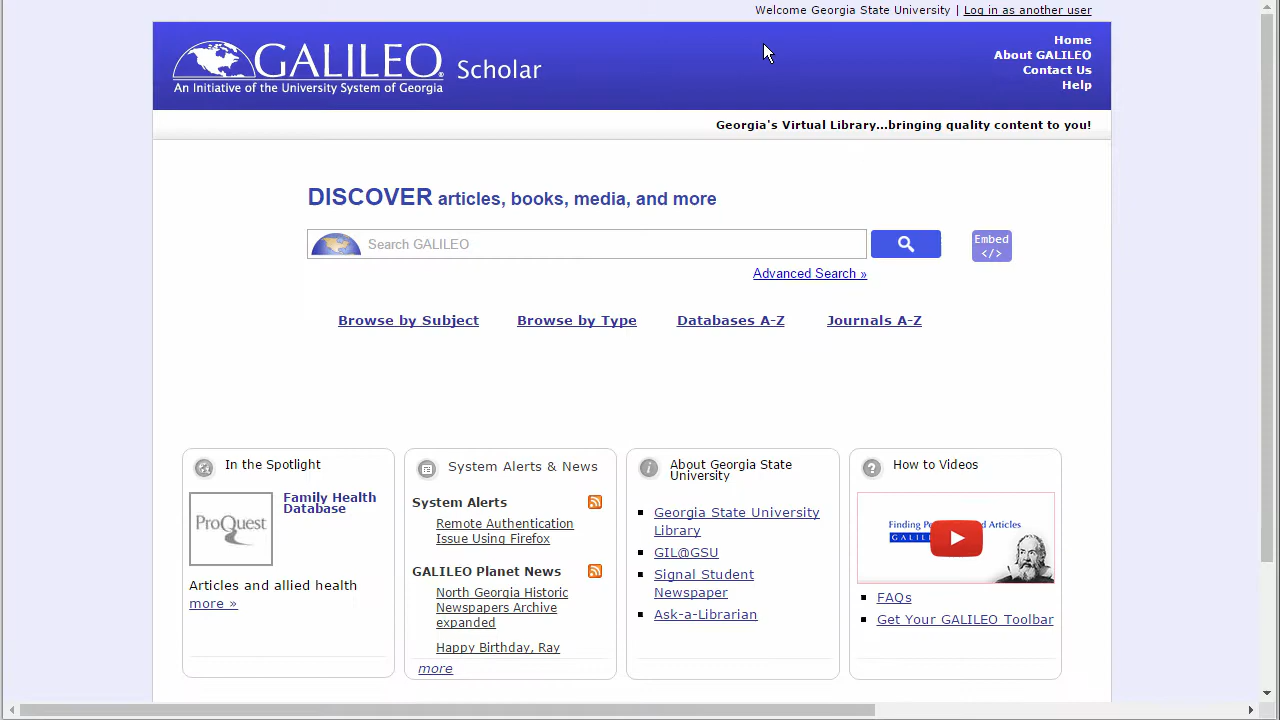 Welcome Georgia State University | Log in as another user
GALILEO® Scholar
An Initiative of the University System of Georgia
Home
About GALILEO
Contact Us
Help
Georgia's Virtual Library...bringing quality content to you!
DISCOVER articles, books, media, and more
Search GALILEO
Embed
</>
Advanced Search »
Browse by Subject
Browse by Type
Databases A-Z
Journals A-Z
In the Spotlight
ProQuest
Family Health
Database
Articles and allied health
more »
System Alerts & News
System Alerts
Remote Authentication
Issue Using Firefox
GALILEO Planet News
North Georgia Historic
Newspapers Archive
expanded
Happy Birthday, Ray
more
About Georgia State
University
Georgia State University
Library
GIL@GSU
Signal Student
Newspaper
Ask-a-Librarian
How to Videos
Finding Articles
GALIL
FAQs
Get Your GALILEO Toolbar